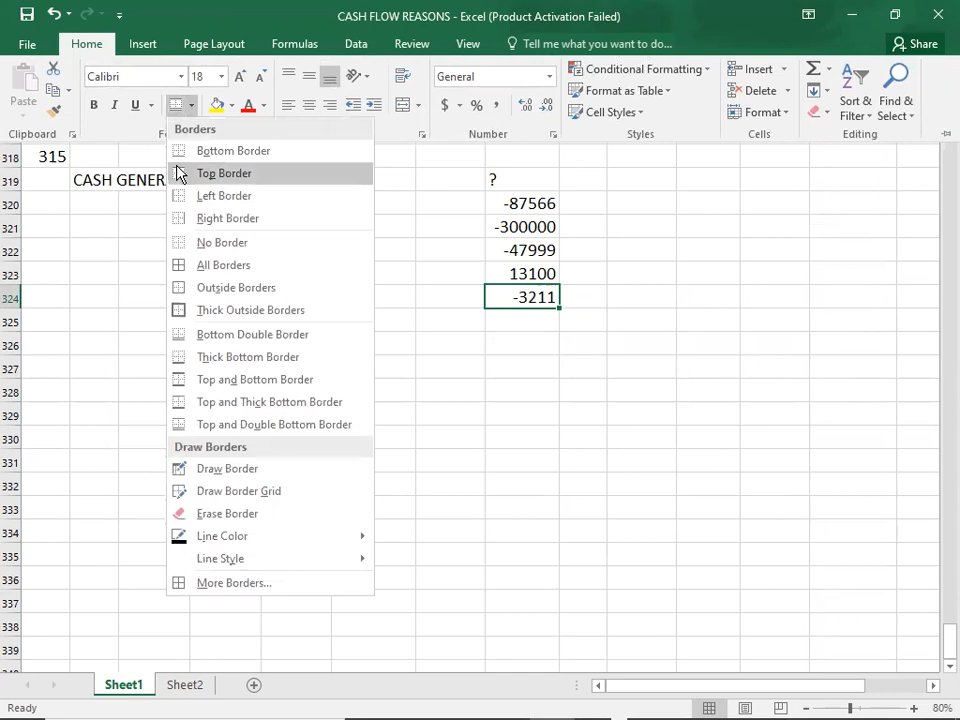 CASH FLOW REASONS - Excel (Product Activation Failed)
File Home Insert Page Layout Formulas Data Review View Tell me what you want to do... Share
Paste Calibri 18 General Conditional Formatting Format as Table Cell Styles Insert Delete Format Sort & Filter Find & Select
Clipboard Number Styles Cells Editing
Borders
Bottom Border
Top Border
Left Border
Right Border
No Border
All Borders
Outside Borders
Thick Outside Borders
Bottom Double Border
Thick Bottom Border
Top and Bottom Border
Top and Thick Bottom Border
Top and Double Bottom Border
Draw Borders
Draw Border
Draw Border Grid
Erase Border
Line Color
Line Style
More Borders...
318 315
319 CASH GENER ?
320 -87566
321 -300000
322 -47999
323 13100
324 -3211
325
326
327
328
329
330
331
332
333
334
335
336
337
338
339
Sheet1 Sheet2
Ready 80%